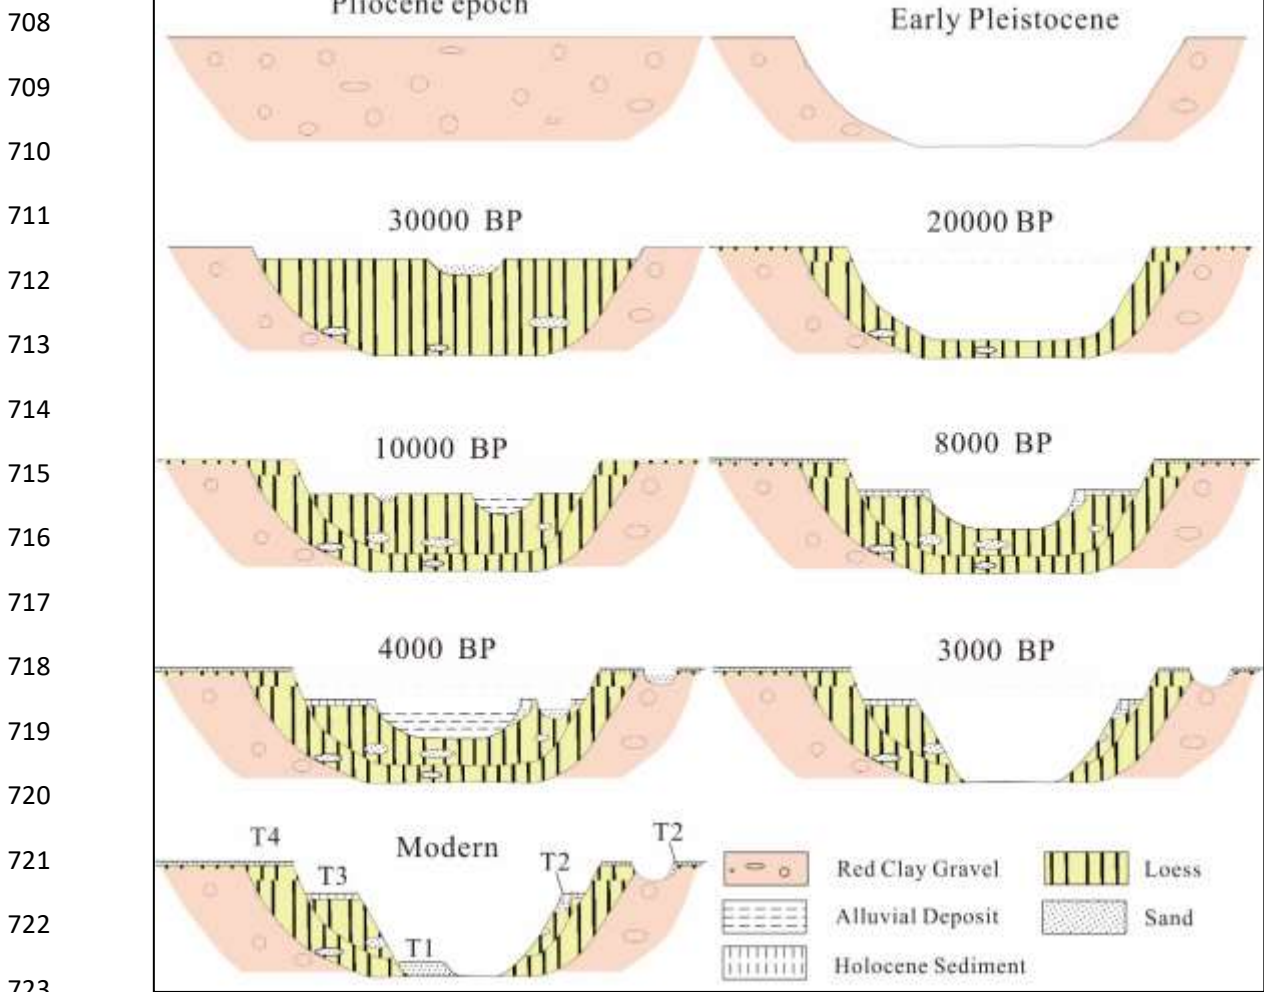 708
Pliocene epoch
Early Pleistocene
709
710
711
30000 BP
20000 BP
712
713
714
10000 BP
8000 BP
715
716
717
4000 BP
3000 BP
718
719
720
T4
Modern
T2
T2
721
T3
Red Clay Gravel
Loess
722
Alluvial Deposit
Sand
T1
Holocene Sediment
723